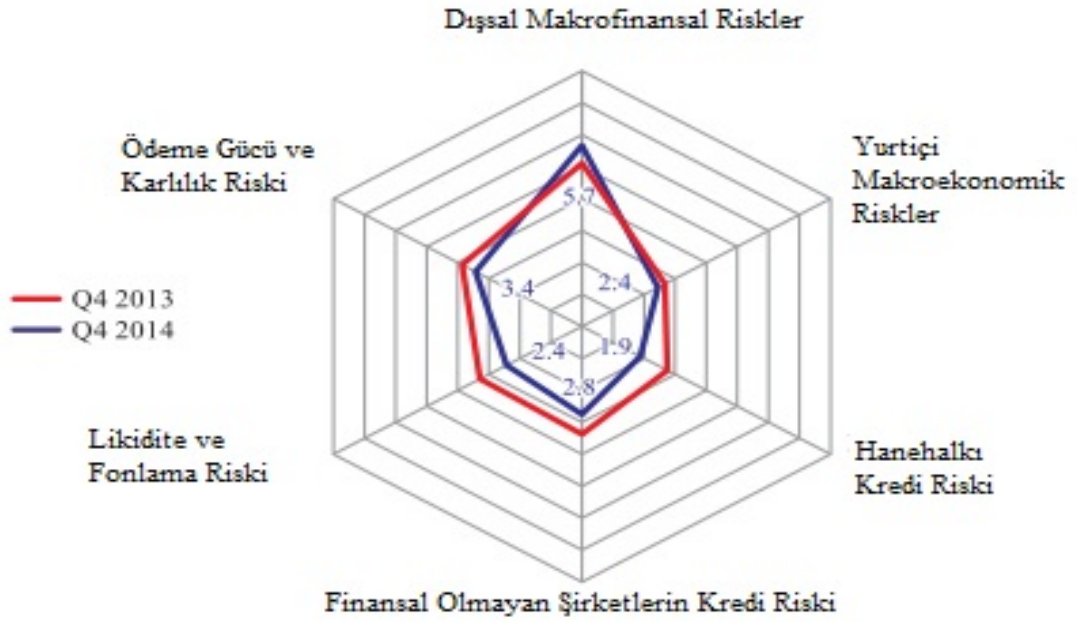 Dışsal Makrofinansal Riskler
Ödeme Gücü ve
Karlılık Riski
Yurtiçi
Makroekonomik
Riskler
5.7
3.4
2.4
Q4 2013
Q4 2014
2.4
1.9
2.8
Likidite ve
Fonlama Riski
Hanehalkı
Kredi Riski
Finansal Olmayan Şirketlerin Kredi Riski